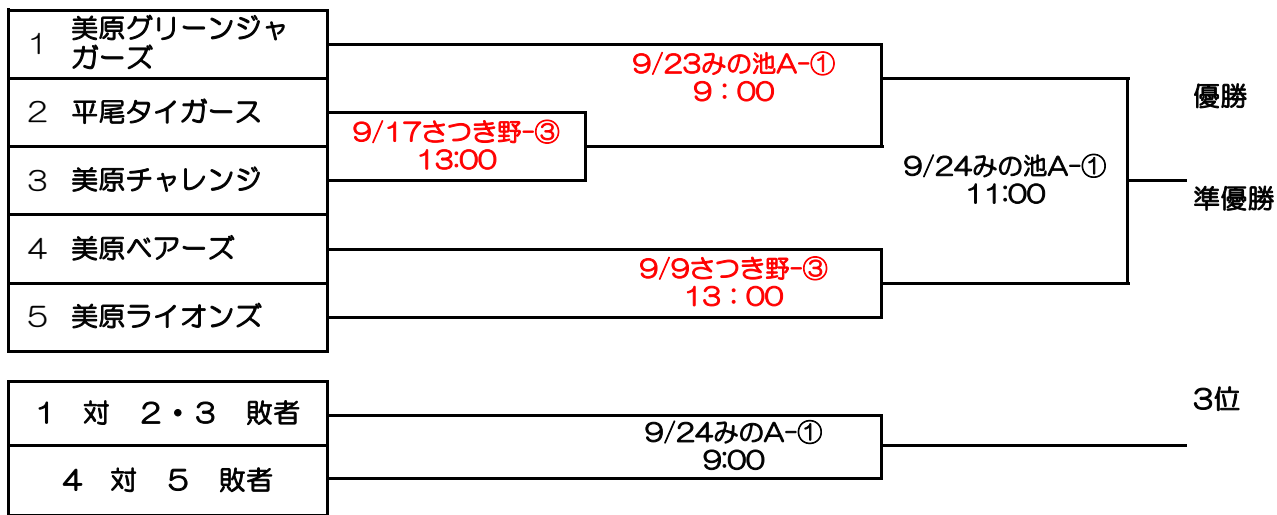 1 美原グリーンジャ
ガーズ
9/23みの池A-①
9：00
2 平尾タイガース
9/17さつき野-③
13:00
3 美原チャレンジ
4 美原ベアーズ
9/9さつき野-③
13：00
5 美原ライオンズ
9/24みの池A-①
11:00
優勝
準優勝
1 対 2・3 敗者
4 対 5 敗者
9/24みのA-①
9:00
3位